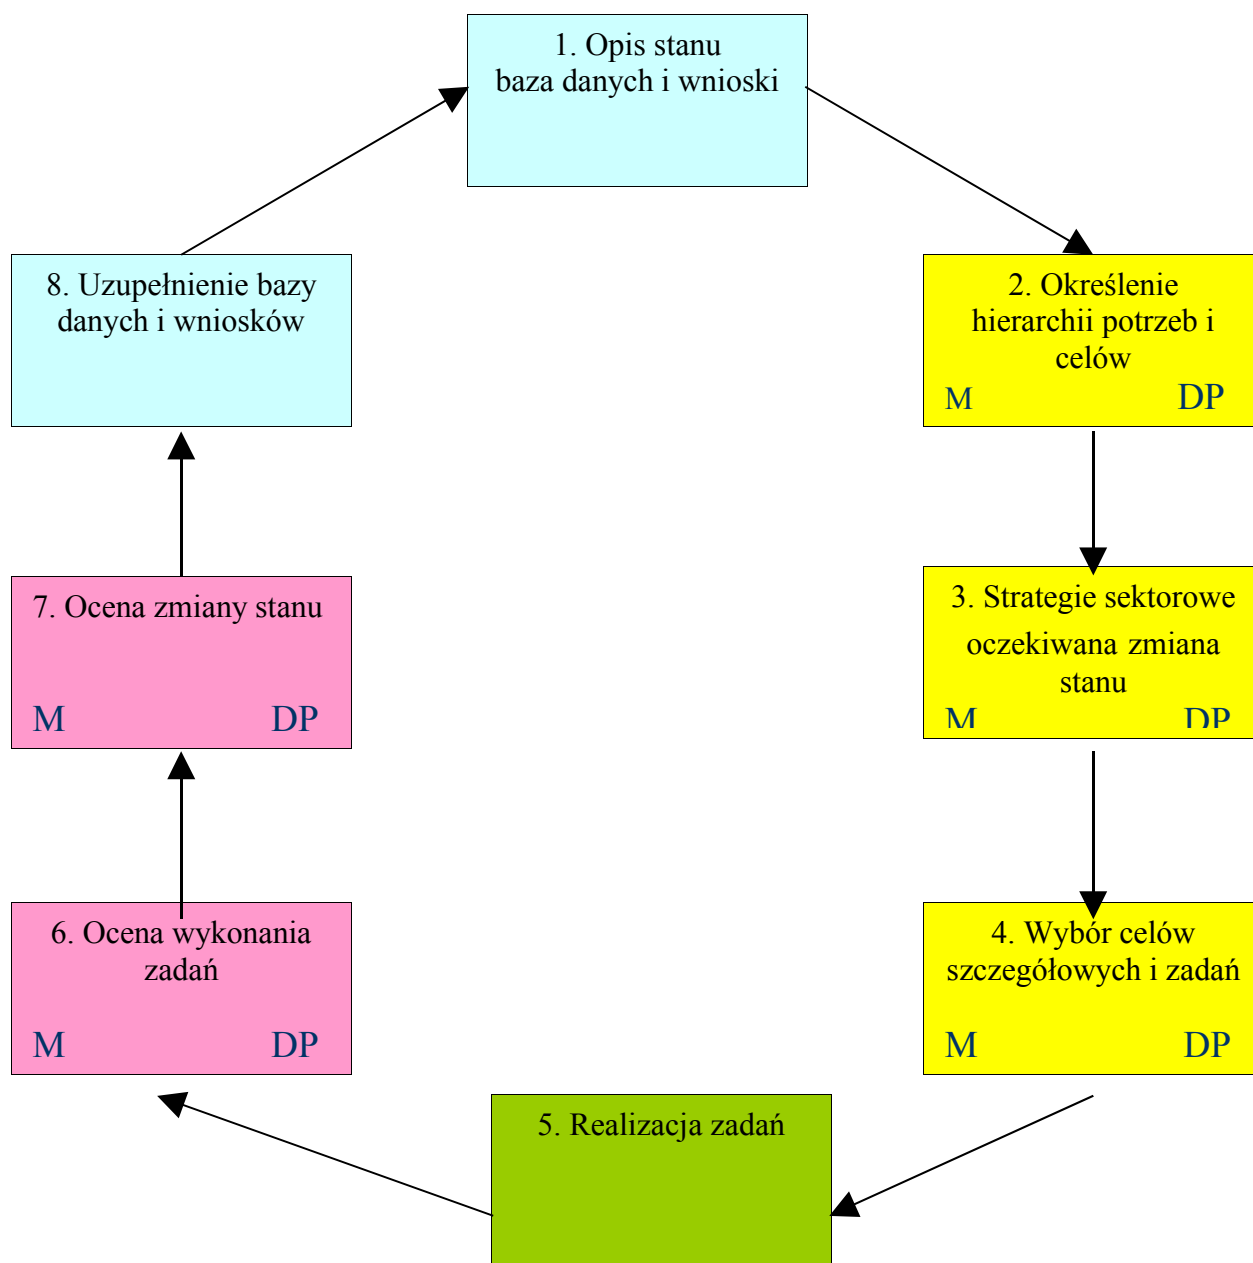 1. Opis stanu
baza danych i wnioski
2. Określenie
hierarchii potrzeb i
celów
M DP
3. Strategie sektorowe
oczekiwana zmiana
stanu
M DP
4. Wybór celów
szczegółowych i zadań
M DP
5. Realizacja zadań
6. Ocena wykonania
zadań
M DP
7. Ocena zmiany stanu
M DP
8. Uzupełnienie bazy
danych i wniosków